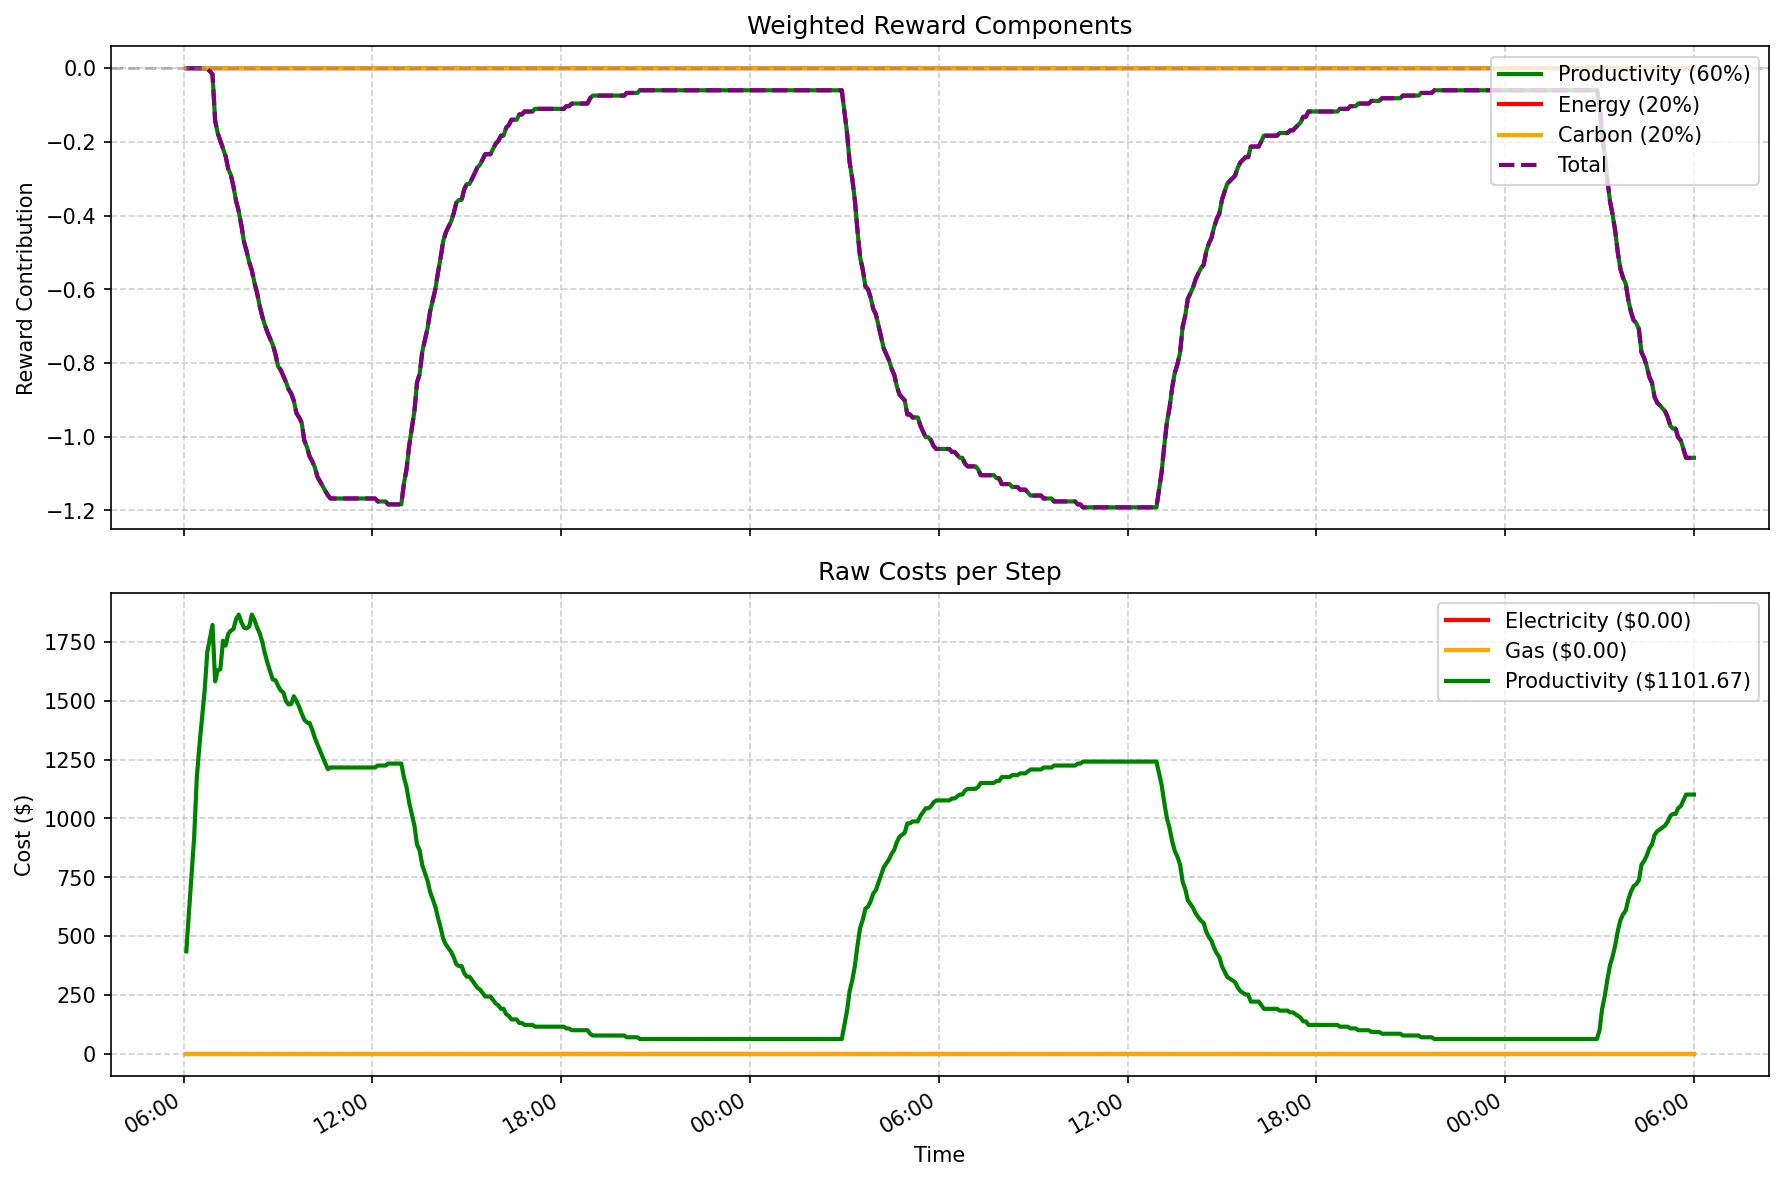 Weighted Reward Components
0.0
−0.2
−0.4
−0.6
−0.8
−1.0
−1.2
Reward Contribution
Productivity (60%)
Energy (20%)
Carbon (20%)
Total
Raw Costs per Step
1750
1500
1250
1000
750
500
250
0
Cost ($)
Electricity ($0.00)
Gas ($0.00)
Productivity ($1101.67)
06:00
12:00
18:00
00:00
06:00
12:00
18:00
00:00
06:00
Time